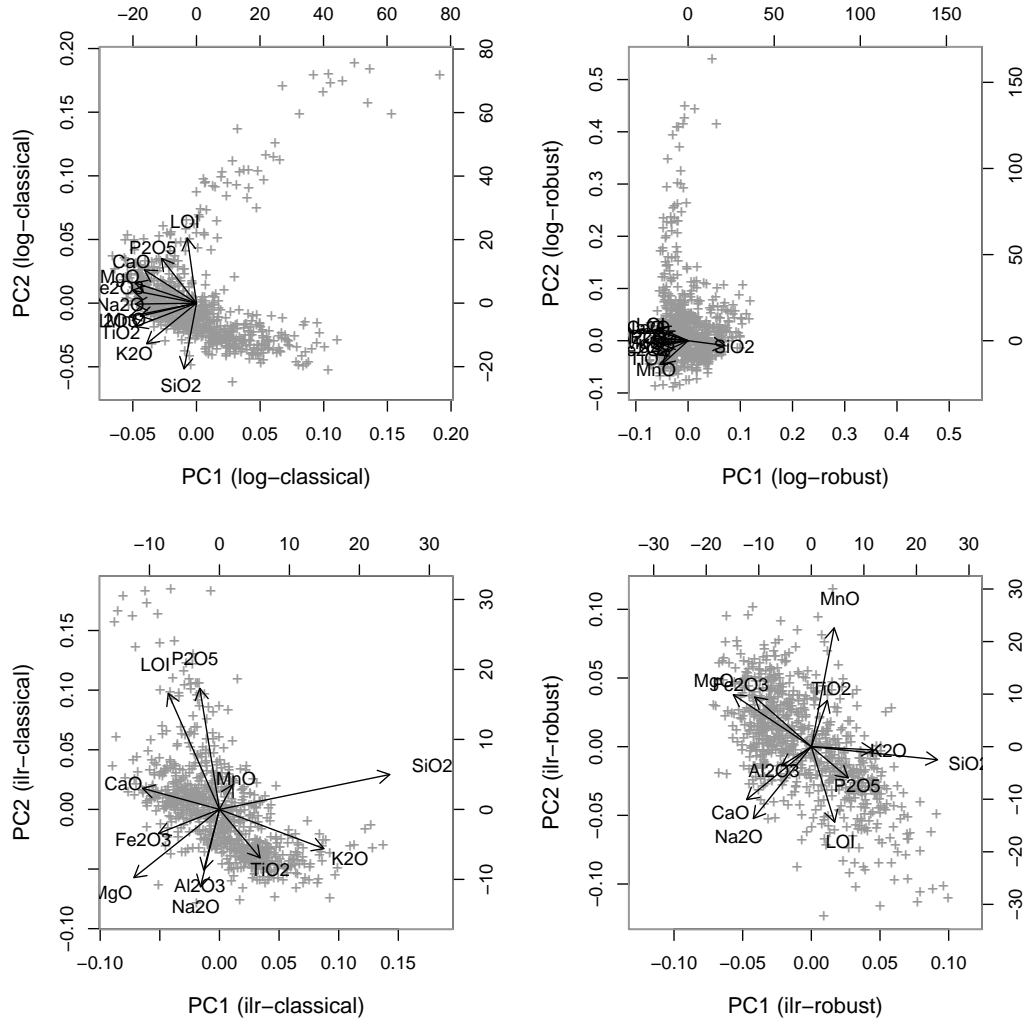 −20 0 20 40 60 80
0 50 100 150
0.20
0.15
0.10
0.05
0.00
−0.05
80
60
40
20
0
−20
PC2 (log−classical)
LOI
P2O5
CaO
MgO
Na2O
TiO2
K2O
SiO2
−0.05 0.00 0.05 0.10 0.15 0.20
PC1 (log−classical)
0.5
0.4
0.3
0.2
0.1
0.0
−0.1
150
100
50
0
PC2 (log−robust)
LOI
SiO2
MnO
−0.1 0.0 0.1 0.2 0.3 0.4 0.5
PC1 (log−robust)
−10 0 10 20 30
−30 −20 −10 0 10 20 30
0.15
0.10
0.05
0.00
−0.10
30
20
10
0
−10
PC2 (ilr−classical)
LOI P2O5
SiO2
CaO MnO
Fe2O3
K2O
TiO2
MgO
Al2O3
Na2O
−0.10 0.00 0.05 0.10 0.15
PC1 (ilr−classical)
0.10
0.05
0.00
−0.05
−0.10
30
20
10
0
−10
−20
−30
PC2 (ilr−robust)
MnO
MgO Fe2O3
TiO2
K2O
SiO2
Al2O3
P2O5
CaO
Na2O
LOI
−0.10 −0.05 0.00 0.05 0.10
PC1 (ilr−robust)